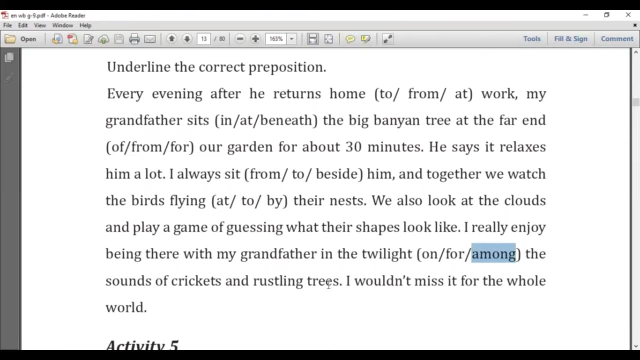 en wb g-9.pdf - Adobe Acrobat Reader DC
File Edit View Window Help
Open 13 / 80 163% Tools Fill & Sign Comment
Underline the correct preposition.
Every evening after he returns home (to/ from/ at) work, my
grandfather sits (in/at/beneath) the big banyan tree at the far end
(of/from/for) our garden for about 30 minutes. He says it relaxes
him a lot. I always sit (from/ to/ beside) him, and together we watch
the birds flying (at/ to/ by) their nests. We also look at the clouds
and play a game of guessing what their shapes look like. I really enjoy
being there with my grandfather in the twilight (on/for/among) the
sounds of crickets and rustling trees. I wouldn't miss it for the whole
world.
Activity 5